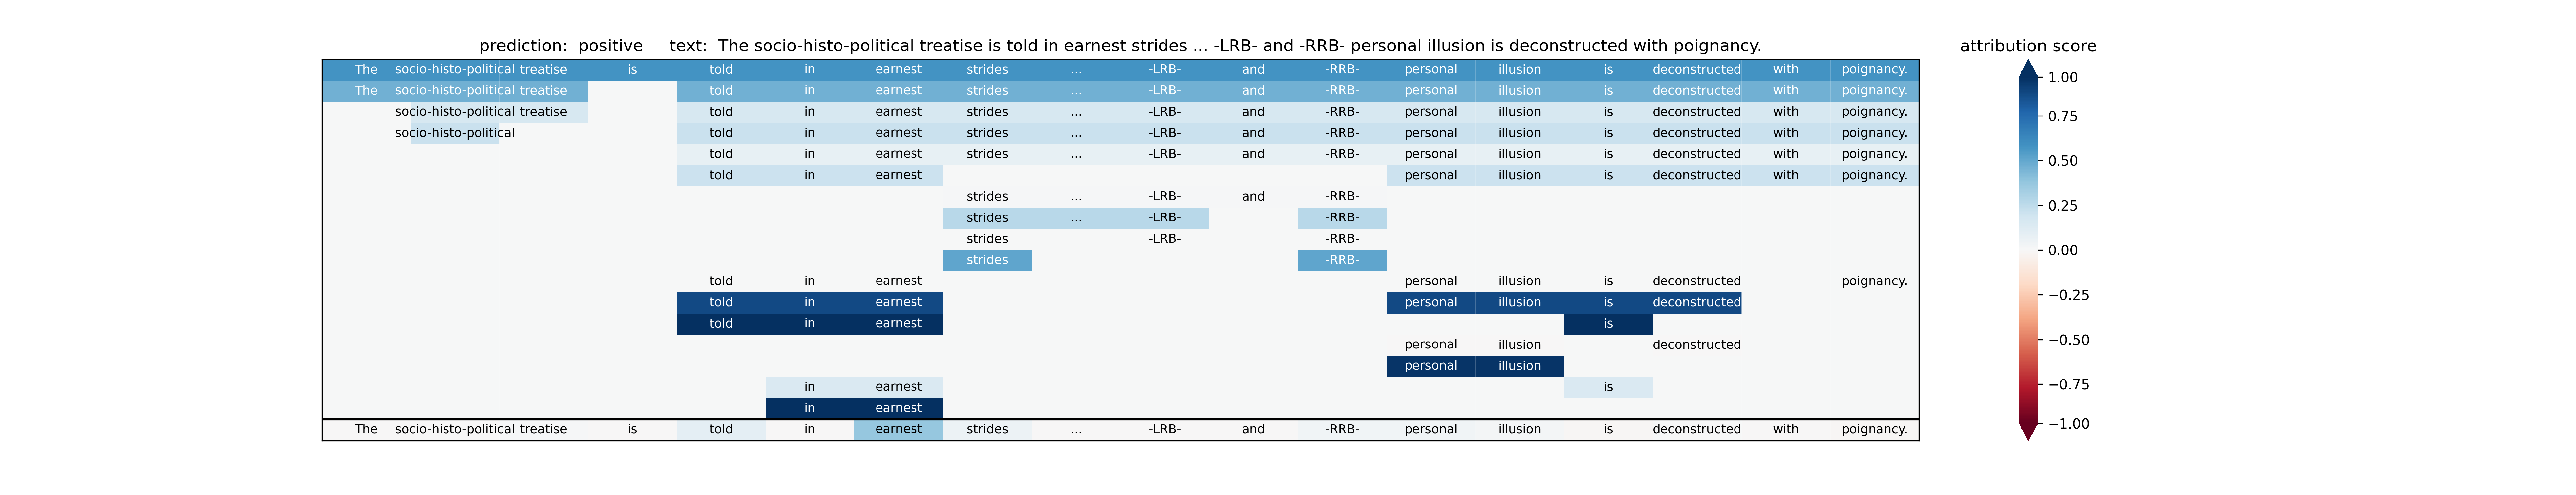 prediction: positive text: The socio-histo-political treatise is told in earnest strides ... -LRB- and -RRB- personal illusion is deconstructed with poignancy.
attribution score
The socio-histo-political treatise is told in earnest strides ... -LRB- and -RRB- personal illusion is deconstructed with poignancy.
The socio-histo-political treatise told in earnest strides ... -LRB- and -RRB- personal illusion is deconstructed with poignancy.
socio-histo-political treatise told in earnest strides ... -LRB- and -RRB- personal illusion is deconstructed with poignancy.
socio-histo-political told in earnest strides ... -LRB- and -RRB- personal illusion is deconstructed with poignancy.
told in earnest strides ... -LRB- and -RRB- personal illusion is deconstructed with poignancy.
told in earnest personal illusion is deconstructed with poignancy.
strides ... -LRB- and -RRB-
strides ... -LRB- -RRB-
strides -LRB- -RRB-
strides -RRB-
told in earnest personal illusion is deconstructed poignancy.
told in earnest personal illusion is deconstructed
told in earnest is
personal illusion deconstructed
personal illusion
in earnest is
in earnest
The socio-histo-political treatise is told in earnest strides ... -LRB- and -RRB- personal illusion is deconstructed with poignancy.
1.00
0.75
0.50
0.25
0.00
−0.25
−0.50
−0.75
−1.00